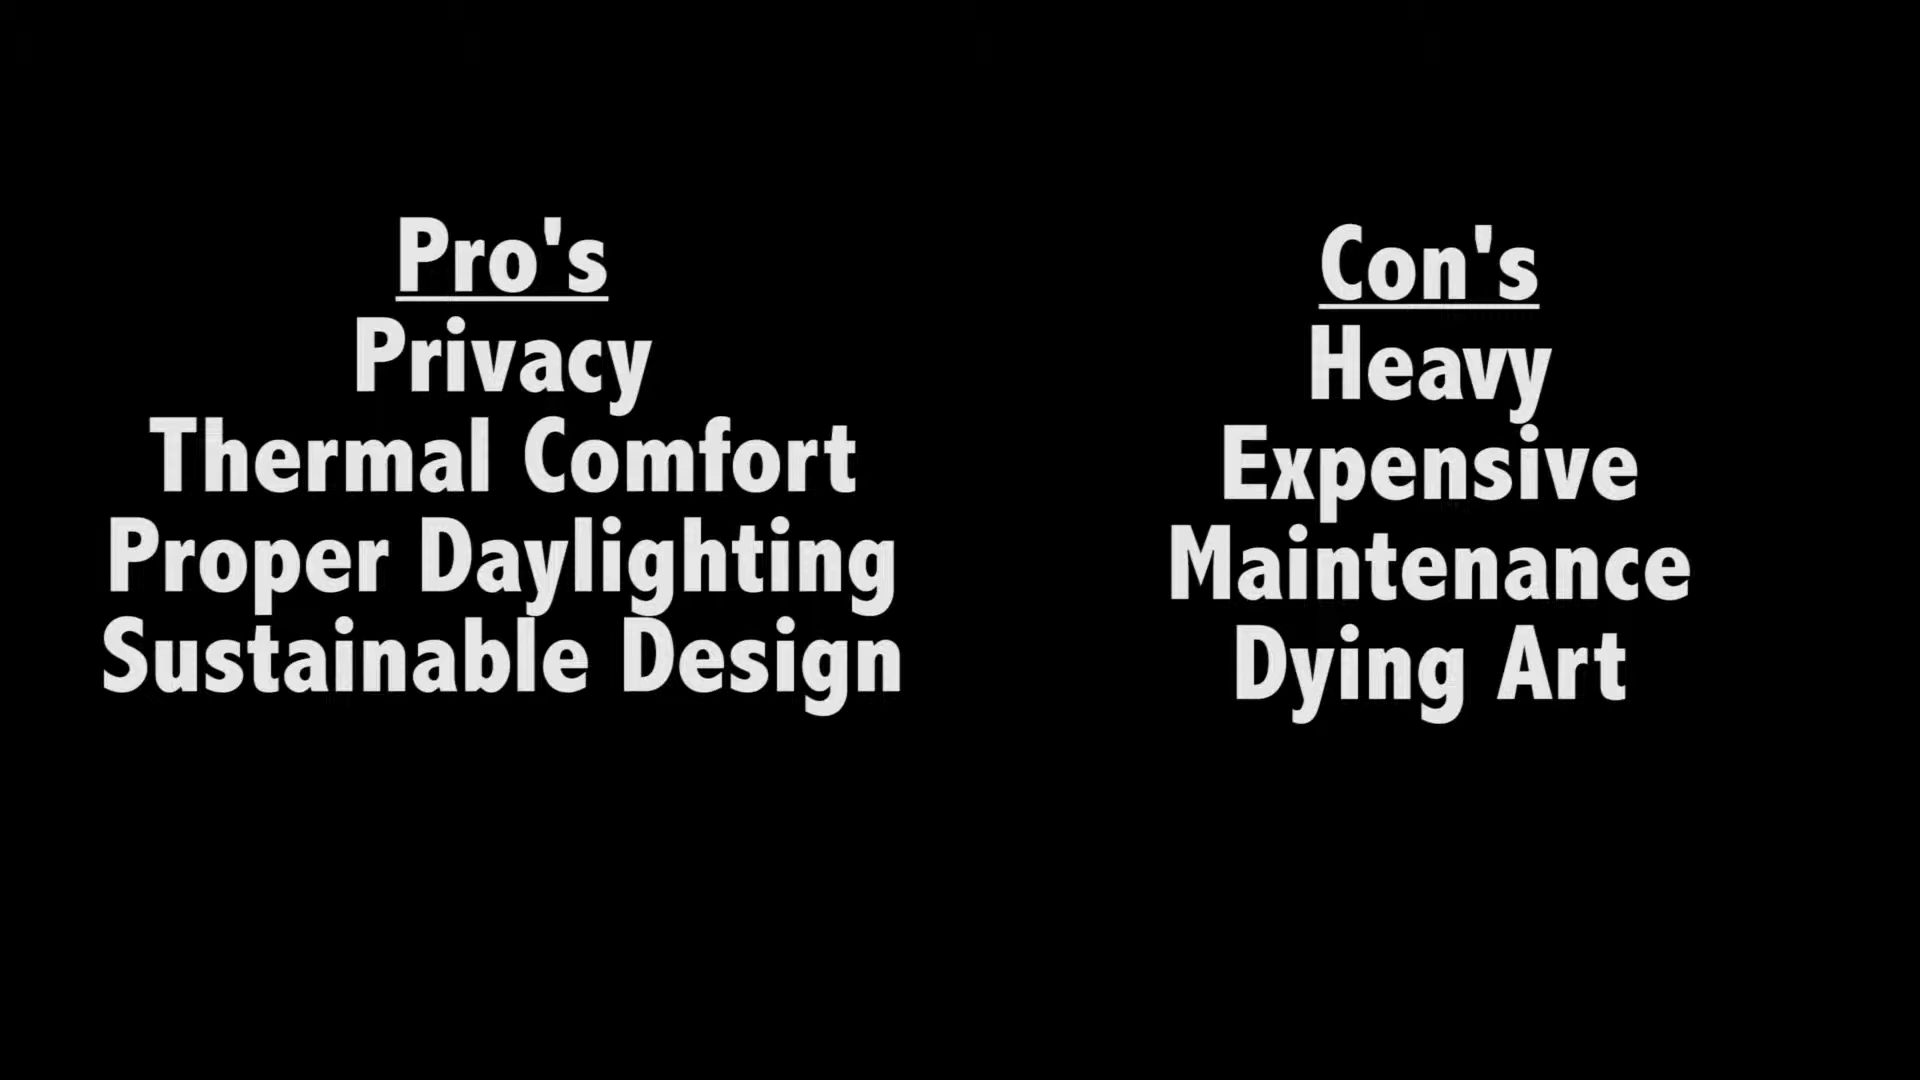 Pro's
Privacy
Thermal Comfort
Proper Daylighting
Sustainable Design
Con's
Heavy
Expensive
Maintenance
Dying Art